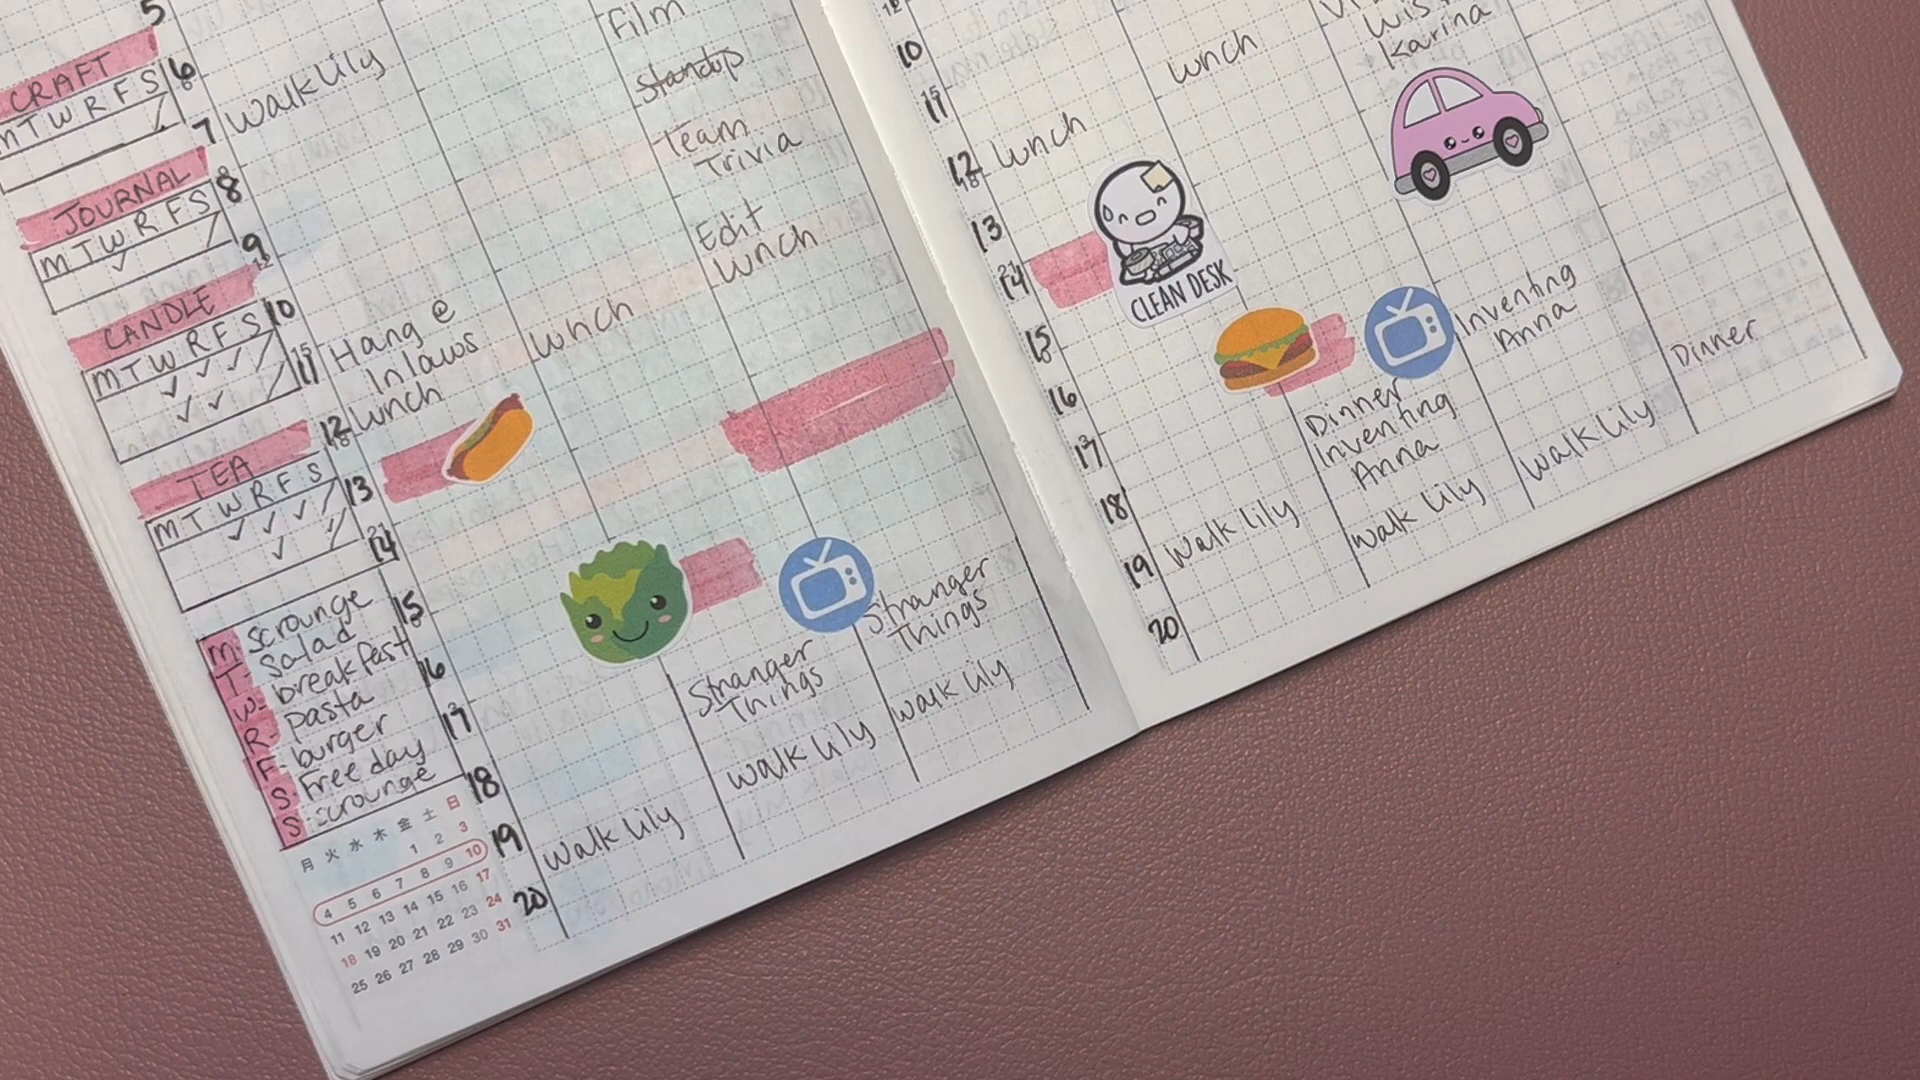 CRAFT
M T W R F S
JOURNAL
M T W R F S
CANDLE
M T W R F S
TEA
M T W R F S
M- Scrounge
T- Salad
W- breakfast
R- pasta
F- burger
S- Free day
S- scrounge
月 火 水 木 金 土 日
1 2 3
4 5 6 7 8 9 10
11 12 13 14 15 16 17
18 19 20 21 22 23 24
25 26 27 28 29 30 31
5
6
7
8
9
10
11
12
13
14
15
16
17
18
19
20
Walk Lily
Hang @
Inlaws
Lunch
Walk Lily
Lunch
Stranger
Things
Walk Lily
Film
Standup
Team
Trivia
Edit
Lunch
Stranger
Things
Walk Lily
10
11
12
13
14
15
16
17
18
19
20
Lunch
CLEAN DESK
Walk Lily
Lunch
Dinner
Inventing
Anna
Walk Lily
Karina
Inventing
Anna
Walk Lily
Dinner